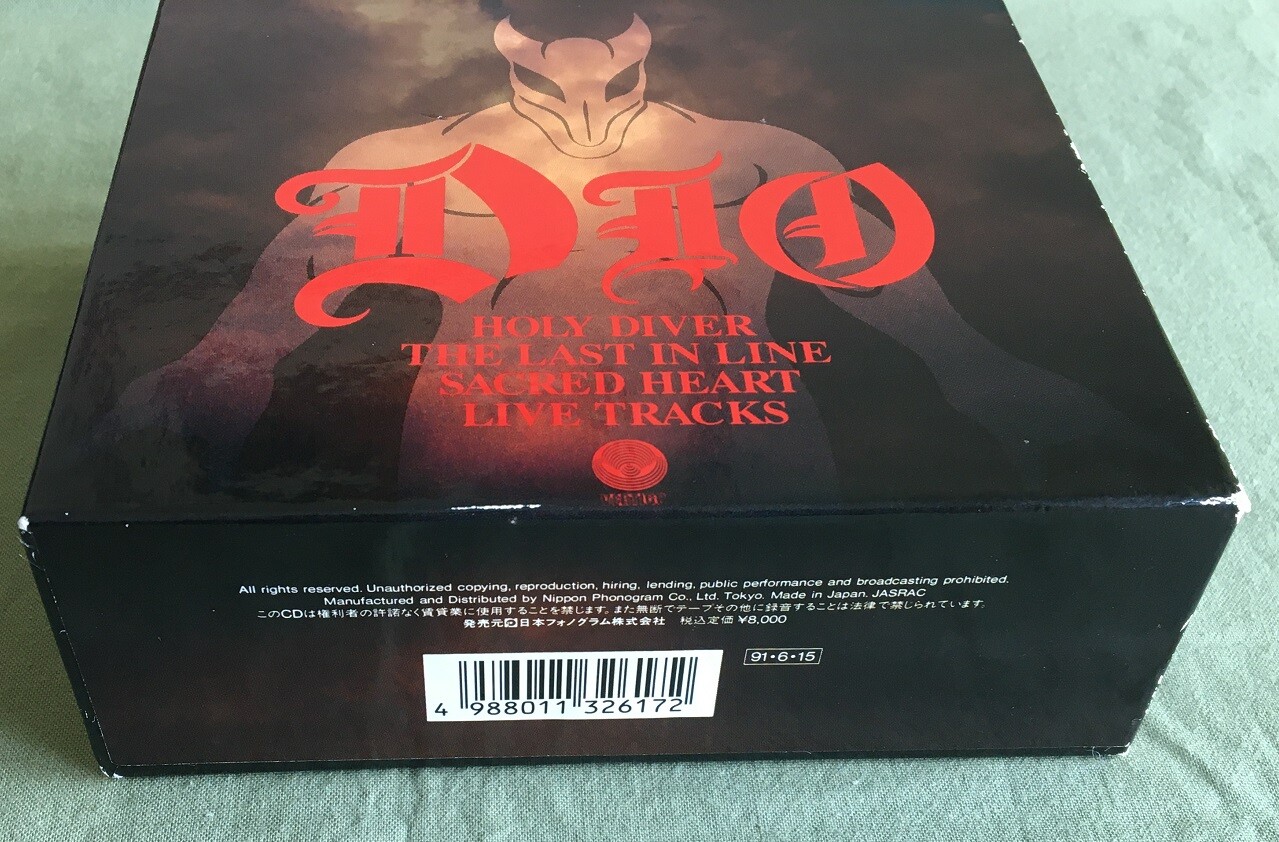 DIO
HOLY DIVER
THE LAST IN LINE
SACRED HEART
LIVE TRACKS
VERTIGO
All rights reserved. Unauthorized copying, reproduction, hiring, lending, public performance and broadcasting prohibited.
Manufactured and Distributed by Nippon Phonogram Co., Ltd. Tokyo. Made in Japan. JASRAC
このCDは権利者の許諾なく賃貸業に使用することを禁じます。また無断でテープその他に録音することは法律で禁じられています。
発売元 日本フォノグラム株式会社 税込定価 ¥8,000
91・6・15
4 988011 326172